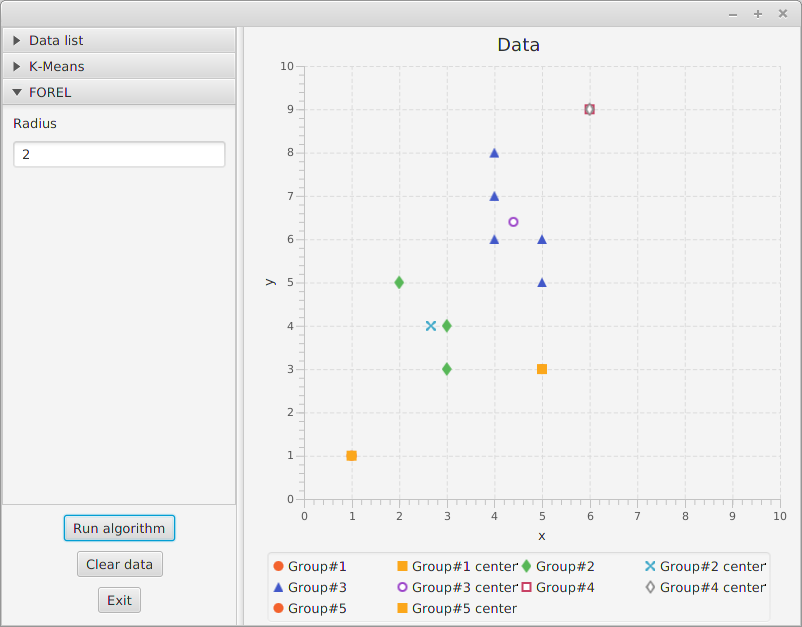 Data list
K-Means
FOREL
Radius
2
Run algorithm
Clear data
Exit
Data
10
9
8
7
6
5
4
3
2
1
0
y
0 1 2 3 4 5 6 7 8 9 10
x
Group#1 Group#1 center Group#2 Group#2 center
Group#3 Group#3 center Group#4 Group#4 center
Group#5 Group#5 center